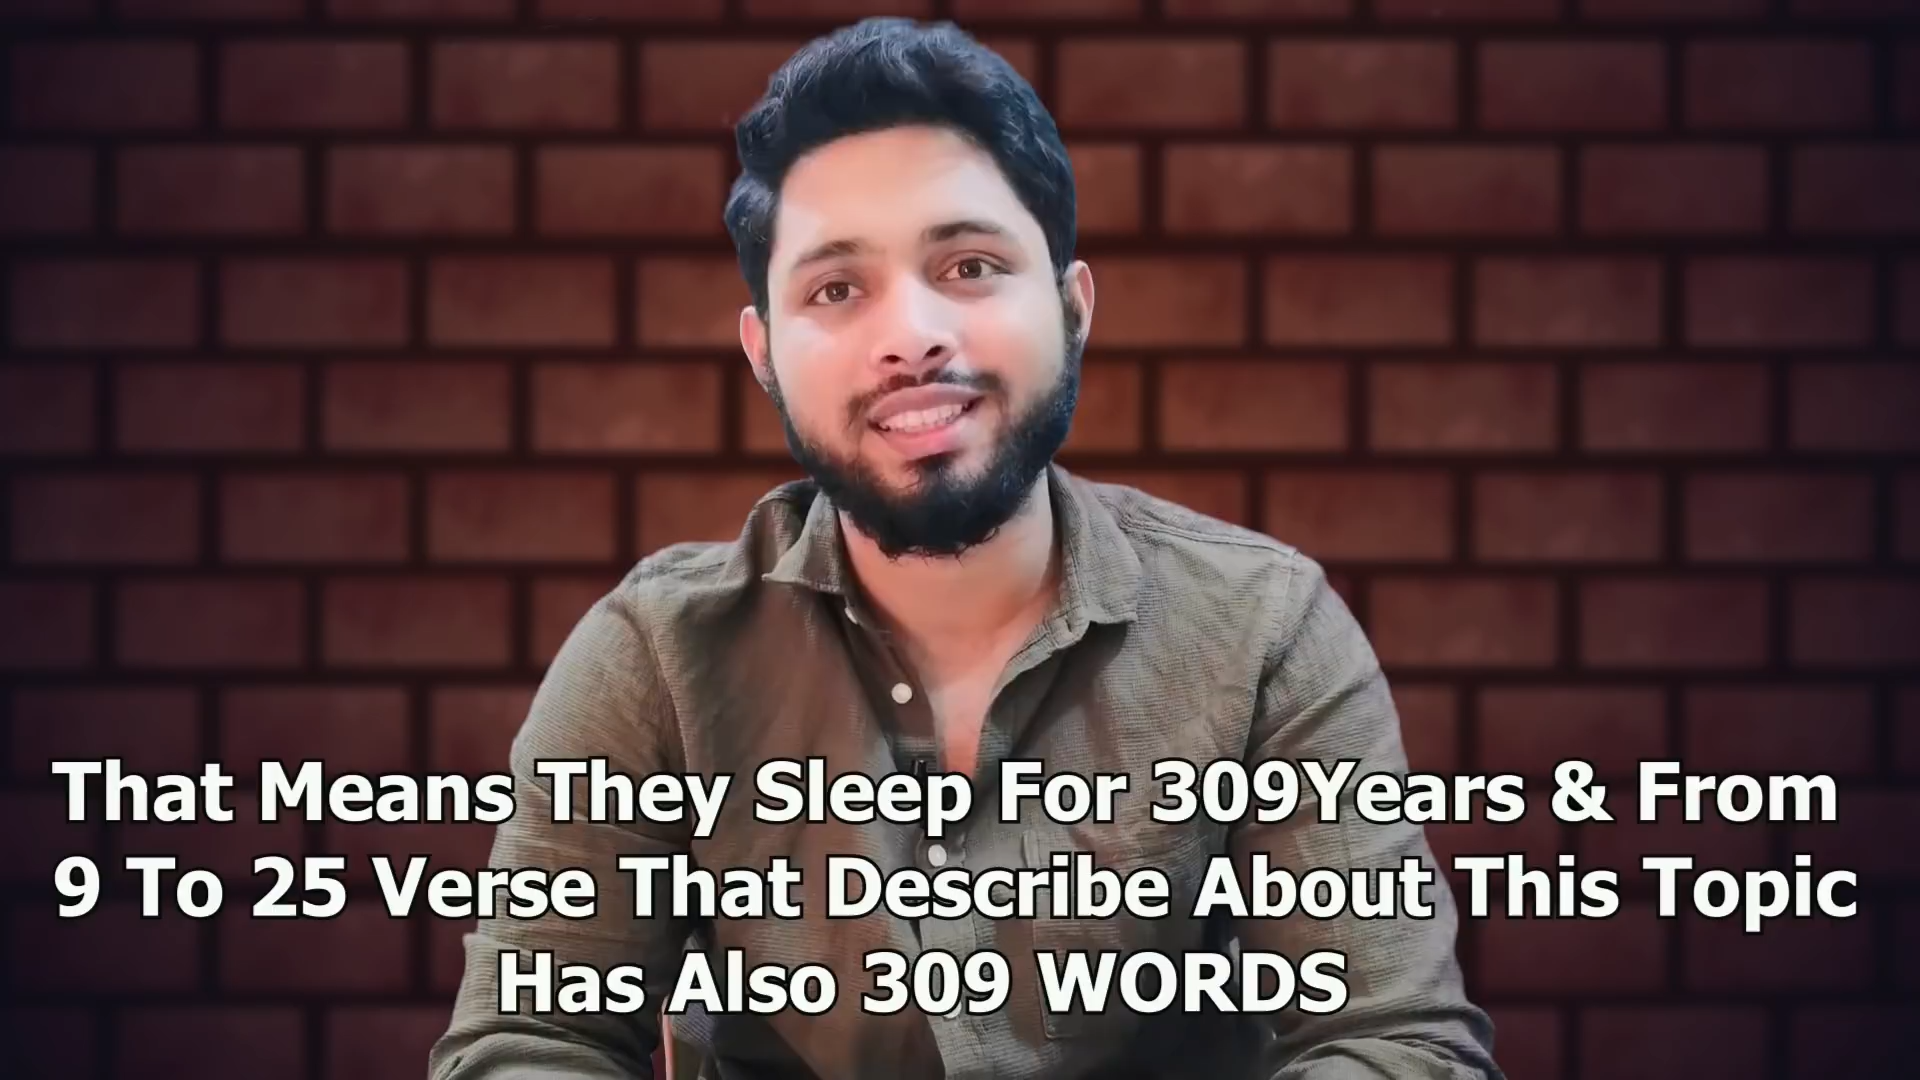 That Means They Sleep For 309Years & From
9 To 25 Verse That Describe About This Topic
Has Also 309 WORDS